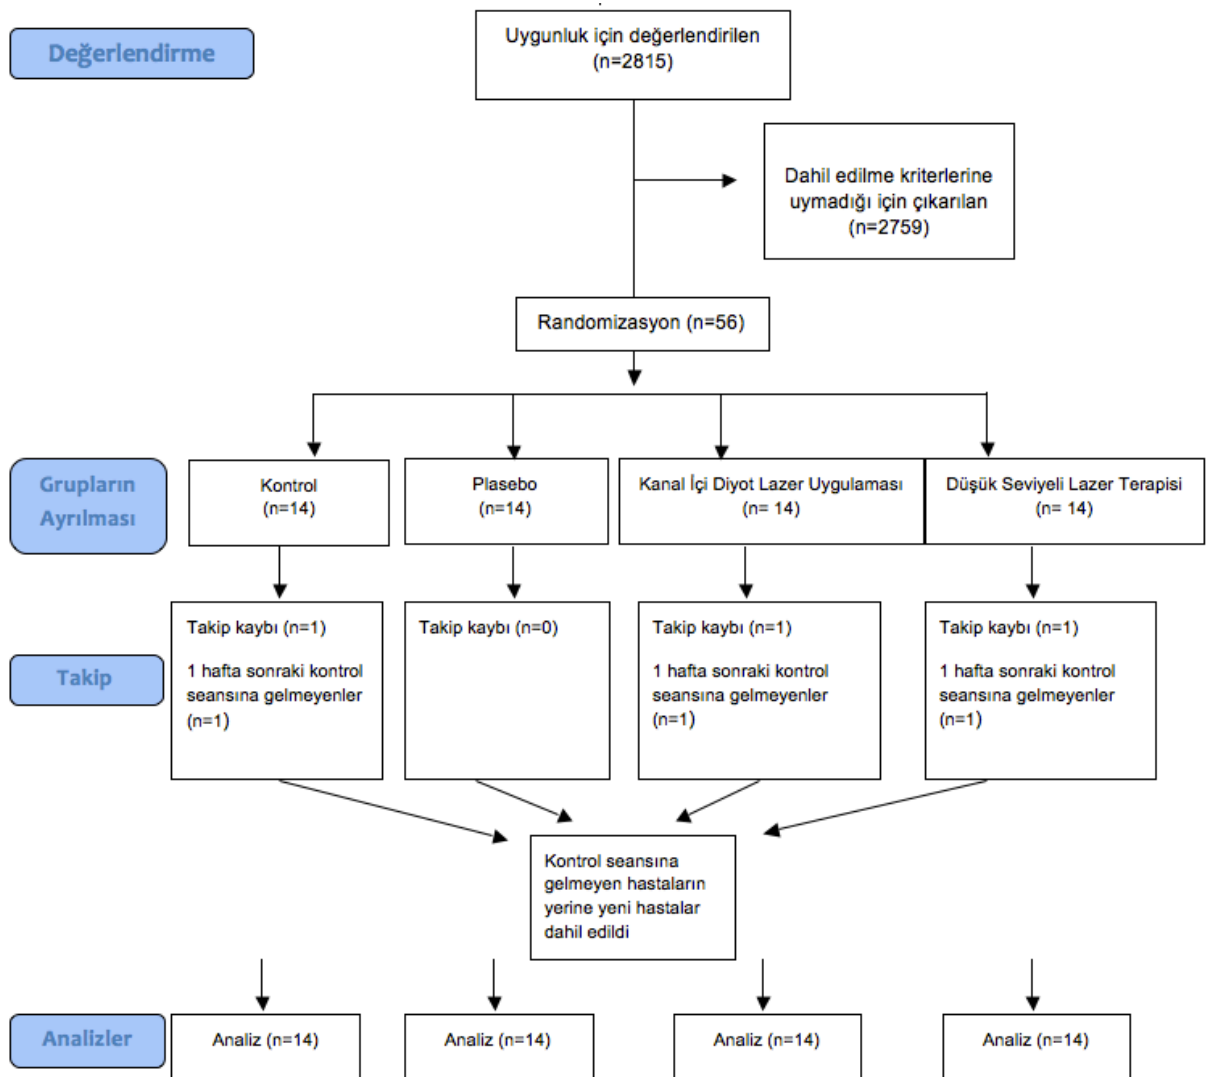 Değerlendirme
Uygunluk için değerlendirilen
(n=2815)
Dahil edilme kriterlerine
uymadığı için çıkarılan
(n=2759)
Randomizasyon (n=56)
Grupların
Ayrılması
Kontrol
(n=14)
Plasebo
(n=14)
Kanal İçi Diyot Lazer Uygulaması
(n= 14)
Düşük Seviyeli Lazer Terapisi
(n= 14)
Takip
Takip kaybı (n=1)
1 hafta sonraki kontrol
seansına gelmeyenler
(n=1)
Takip kaybı (n=0)
Takip kaybı (n=1)
1 hafta sonraki kontrol
seansına gelmeyenler
(n=1)
Takip kaybı (n=1)
1 hafta sonraki kontrol
seansına gelmeyenler
(n=1)
Kontrol seansına
gelmeyen hastaların
yerine yeni hastalar
dahil edildi
Analizler
Analiz (n=14)
Analiz (n=14)
Analiz (n=14)
Analiz (n=14)